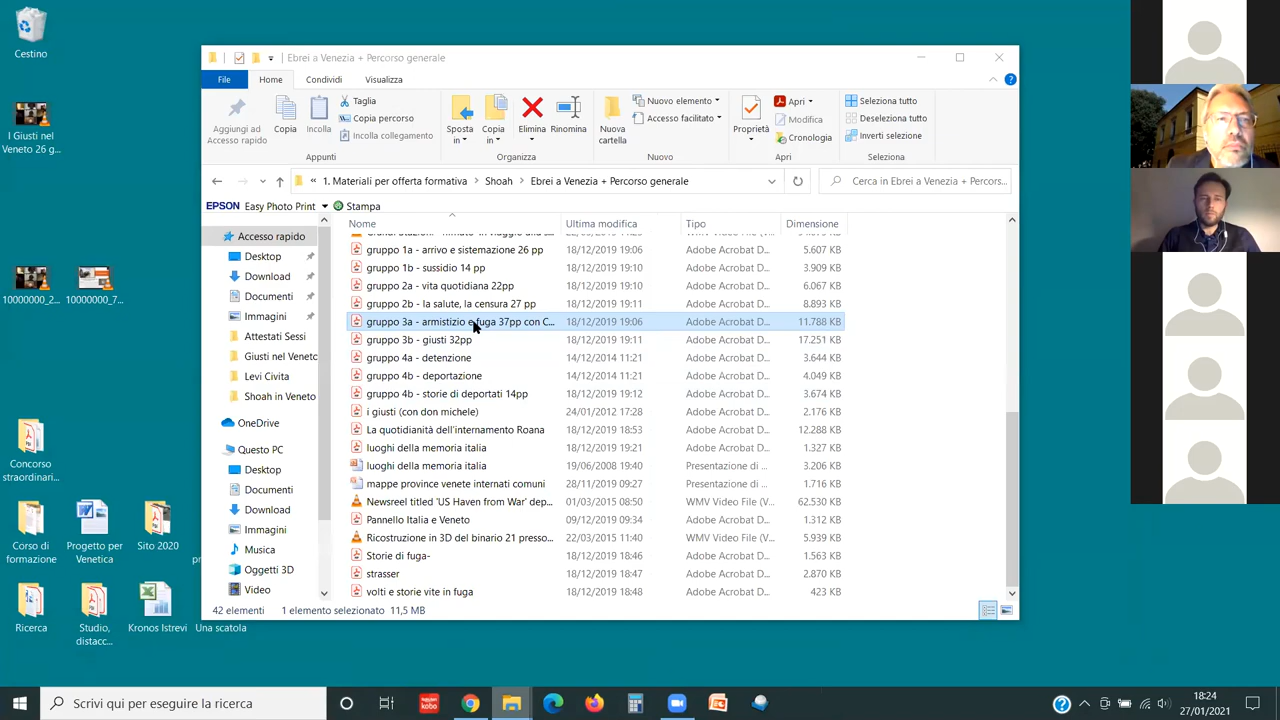 Cestino
I Giusti nel
Veneto 26 g...
10000000_2...
10000000_7...
Concorso
straordinari...
Corso di
formazione
Progetto per
Venetica
Sito 2020
Ricerca
Studio,
distacc...
Kronos Istrevi
Una scatola
Ebrei a Venezia + Percorso generale
File
Home
Condividi
Visualizza
Aggiungi ad
Accesso rapido
Copia
Incolla
Taglia
Copia percorso
Incolla collegamento
Appunti
Sposta
in
Copia
in
Elimina
Rinomina
Organizza
Nuova
cartella
Nuovo elemento
Accesso facilitato
Nuovo
Proprietà
Apri
Modifica
Cronologia
Apri
Seleziona tutto
Deseleziona tutto
Inverti selezione
Selezione
« 1. Materiali per offerta formativa > Shoah > Ebrei a Venezia + Percorso generale
Cerca in Ebrei a Venezia + Percors...
EPSON Easy Photo Print
Stampa
Accesso rapido
Desktop
Download
Documenti
Immagini
Attestati Sessi
Giusti nel Venetc
Levi Civita
Shoah in Veneto
OneDrive
Questo PC
Desktop
Documenti
Download
Immagini
Musica
Oggetti 3D
Video
Nome Ultima modifica Tipo Dimensione
gruppo 1a - arrivo e sistemazione 26 pp 18/12/2019 19:06 Adobe Acrobat D... 5.607 KB
gruppo 1b - sussidio 14 pp 18/12/2019 19:10 Adobe Acrobat D... 3.909 KB
gruppo 2a - vita quotidiana 22pp 18/12/2019 19:10 Adobe Acrobat D... 6.067 KB
gruppo 2b - la salute, la censura 27 pp 18/12/2019 19:11 Adobe Acrobat D... 8.893 KB
gruppo 3a - armistizio e fuga 37pp con C... 18/12/2019 19:06 Adobe Acrobat D... 11.788 KB
gruppo 3b - giusti 32pp 18/12/2019 19:11 Adobe Acrobat D... 17.251 KB
gruppo 4a - detenzione 14/12/2014 11:21 Adobe Acrobat D... 3.644 KB
gruppo 4b - deportazione 14/12/2014 11:21 Adobe Acrobat D... 4.049 KB
gruppo 4b - storie di deportati 14pp 18/12/2019 19:12 Adobe Acrobat D... 3.674 KB
i giusti (con don michele) 24/01/2012 17:28 Adobe Acrobat D... 2.176 KB
La quotidianità dell'internamento Roana 18/12/2019 18:53 Adobe Acrobat D... 12.288 KB
luoghi della memoria italia 18/12/2019 19:21 Adobe Acrobat D... 1.327 KB
luoghi della memoria italia 19/06/2008 19:40 Presentazione di ... 3.206 KB
mappe province venete internati comuni 28/11/2019 09:27 Presentazione di ... 1.716 KB
Newsreel titled 'US Haven from War' dep... 01/03/2015 08:50 WMV Video File (V... 62.530 KB
Pannello Italia e Veneto 09/12/2019 09:34 Adobe Acrobat D... 1.312 KB
Ricostruzione in 3D del binario 21 presso... 22/03/2015 11:40 WMV Video File (V... 5.939 KB
Storie di fuga- 18/12/2019 18:46 Adobe Acrobat D... 1.563 KB
strasser 18/12/2019 18:47 Adobe Acrobat D... 2.870 KB
volti e storie vite in fuga 18/12/2019 18:48 Adobe Acrobat D... 423 KB
42 elementi 1 elemento selezionato 11,5 MB
Scrivi qui per eseguire la ricerca
Rakuten
kobo
18:24
27/01/2021